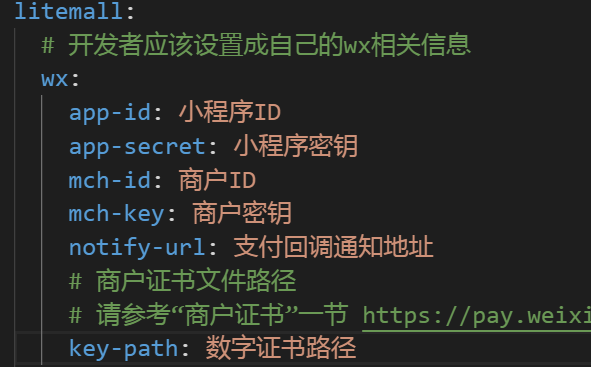 litemall:
# 开发者应该设置成自己的wx相关信息
wx:
app-id: 小程序ID
app-secret: 小程序密钥
mch-id: 商户ID
mch-key: 商户密钥
notify-url: 支付回调通知地址
# 商户证书文件路径
# 请参考“商户证书”一节 https://pay.weixi
key-path: 数字证书路径